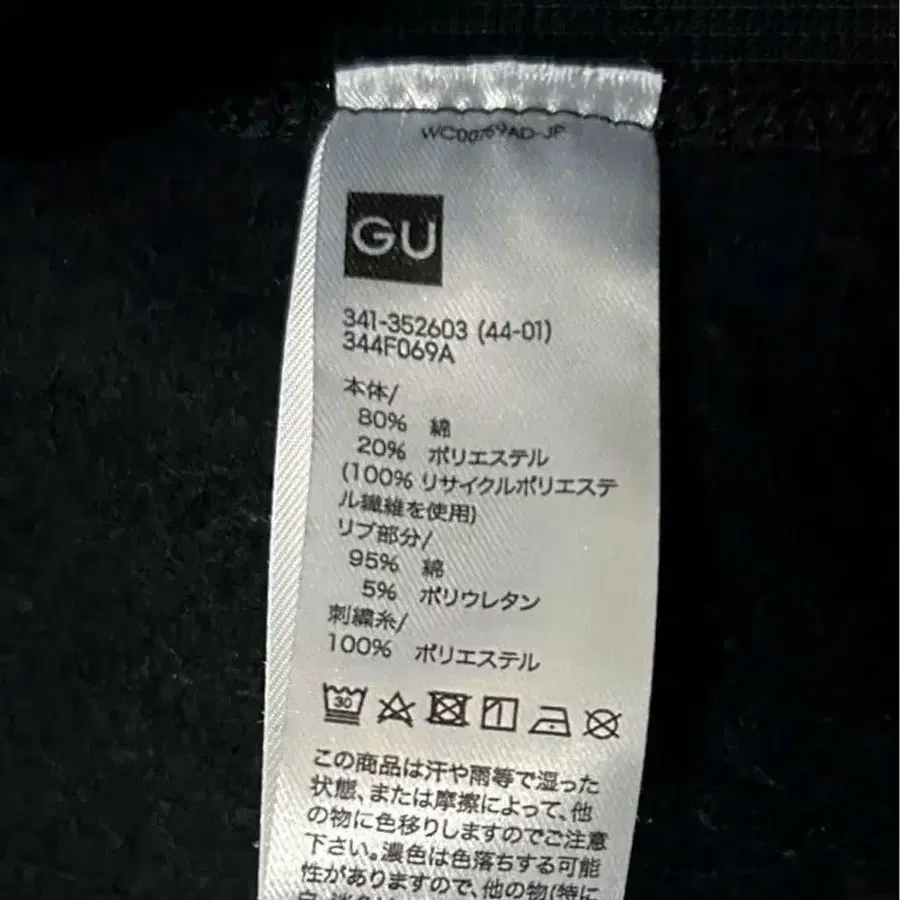 WC00769AD-JP
GU
341-352603 (44-01)
344F069A
本体/
80% 綿
20% ポリエステル
(100% リサイクルポリエステ
ル繊維を使用)
リブ部分/
95% 綿
5% ポリウレタン
刺繍糸/
100% ポリエステル
30
1
この商品は汗や雨等で湿った
状態、または摩擦によって、他
の物に色移りしますのでご注意
下さい。濃色は色落ちする可能
性がありますので、他の物(特に